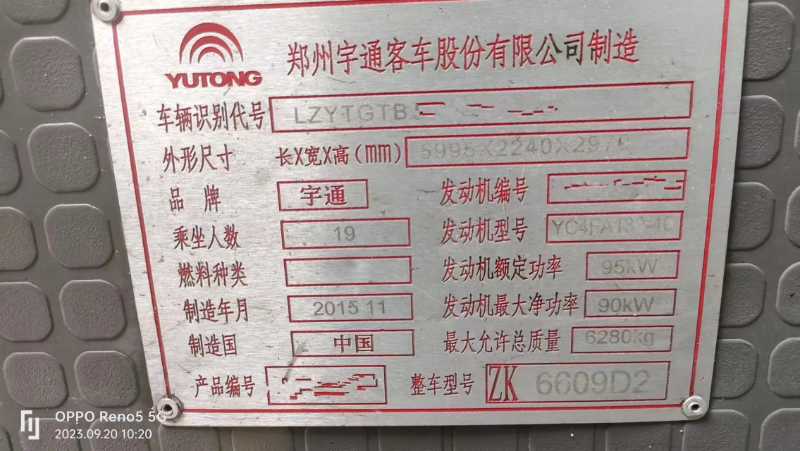 YUTONG 郑州宇通客车股份有限公司制造
车辆识别代号 LZYTGTB
外形尺寸 长X宽X高(mm) 5995X2240X297
品牌 宇通 发动机编号
乘坐人数 19 发动机型号 YC4FA130-40
燃料种类 发动机额定功率 95kW
制造年月 2015 11 发动机最大净功率 90kW
制造国 中国 最大允许总质量 6280kg
产品编号 整车型号 ZK 6609D2
OPPO Reno5 5G
2023.09.20 10:20